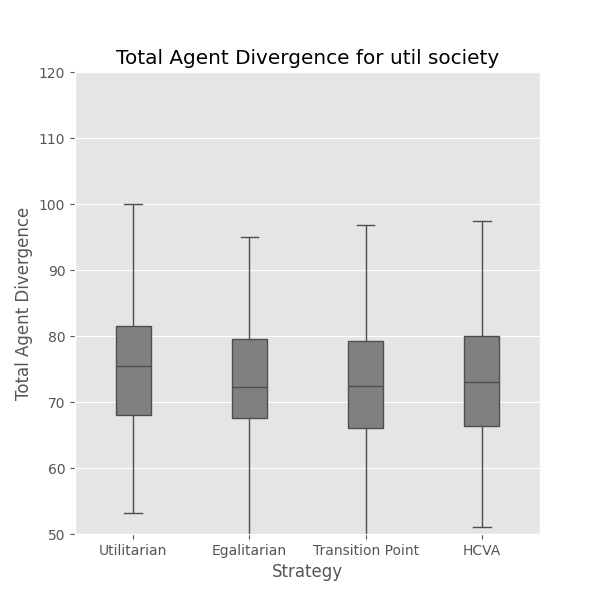 Total Agent Divergence for util society
120
110
100
90
80
70
60
50
Total Agent Divergence
Utilitarian
Egalitarian
Transition Point
HCVA
Strategy